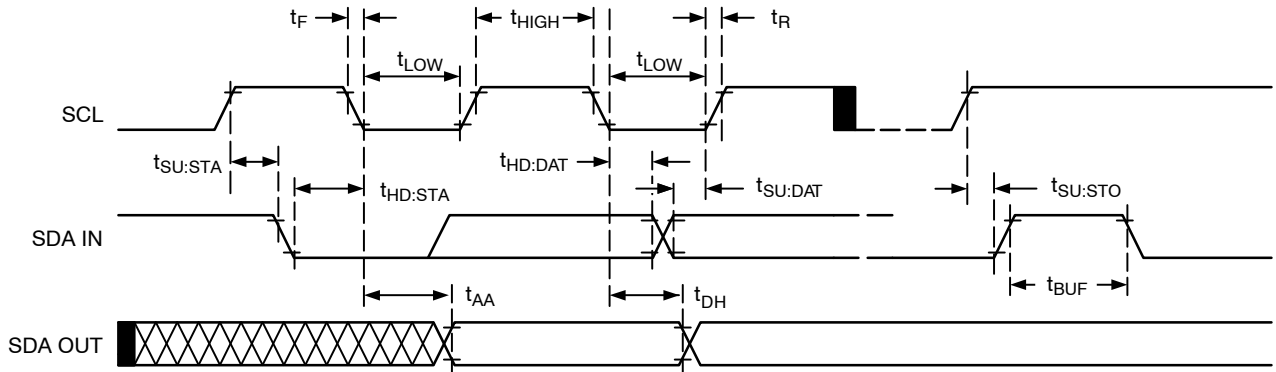 tF
tHIGH
tR
tLOW
tLOW
SCL
tSU:STA
tHD:STA
tHD:DAT
tSU:DAT
tSU:STO
SDA IN
tBUF
tAA
tDH
SDA OUT